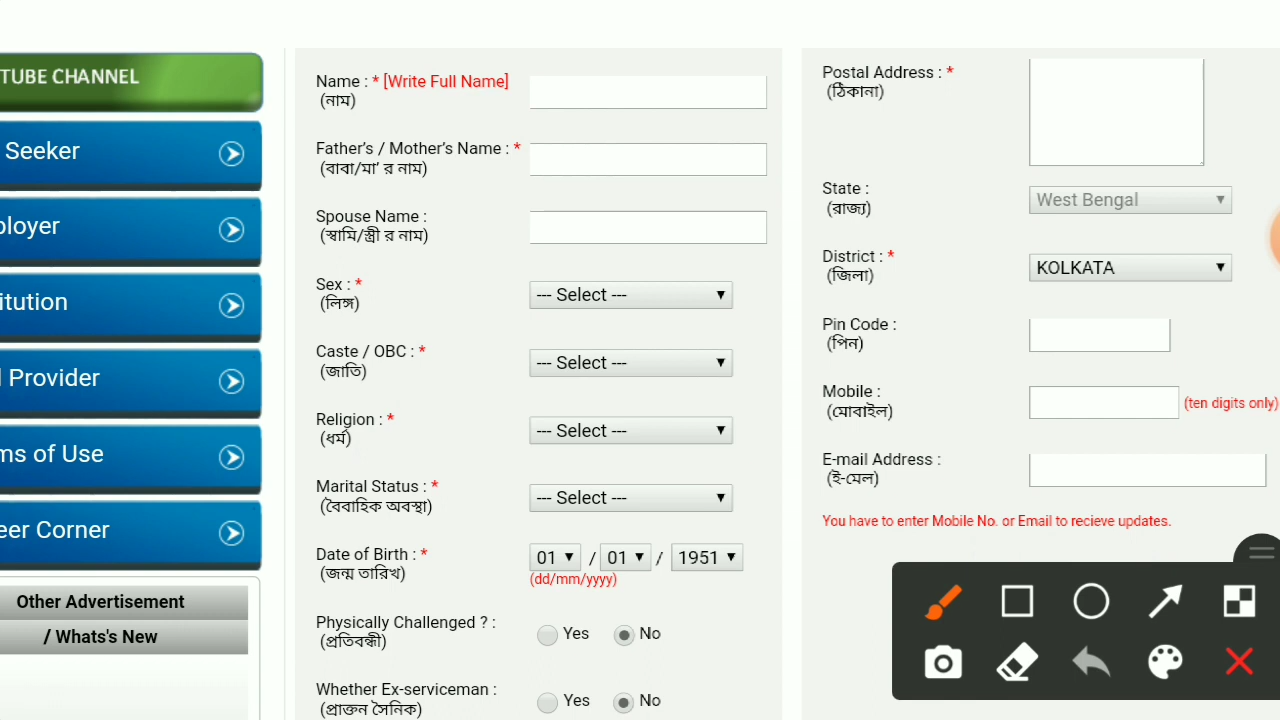 TUBE CHANNEL
Seeker
ployer
itution
l Provider
ms of Use
eer Corner
Other Advertisement
/ Whats's New
Name : * [Write Full Name]
(নাম)
Father's / Mother's Name : *
(বাবা/মা' র নাম)
Spouse Name :
(স্বামি/স্ত্রী র নাম)
Sex : *
(লিঙ্গ)
--- Select ---
Caste / OBC : *
(জাতি)
--- Select ---
Religion : *
(ধর্ম)
--- Select ---
Marital Status : *
(বৈবাহিক অবস্থা)
--- Select ---
Date of Birth : *
(জন্ম তারিখ)
01 / 01 / 1951
(dd/mm/yyyy)
Physically Challenged ? :
(প্রতিবন্ধী)
Yes No
Whether Ex-serviceman :
(প্রাক্তন সৈনিক)
Yes No
Postal Address : *
(ঠিকানা)
State :
(রাজ্য)
West Bengal
District : *
(জিলা)
KOLKATA
Pin Code :
(পিন)
Mobile :
(মোবাইল)
(ten digits only)
E-mail Address :
(ই-মেল)
You have to enter Mobile No. or Email to recieve updates.